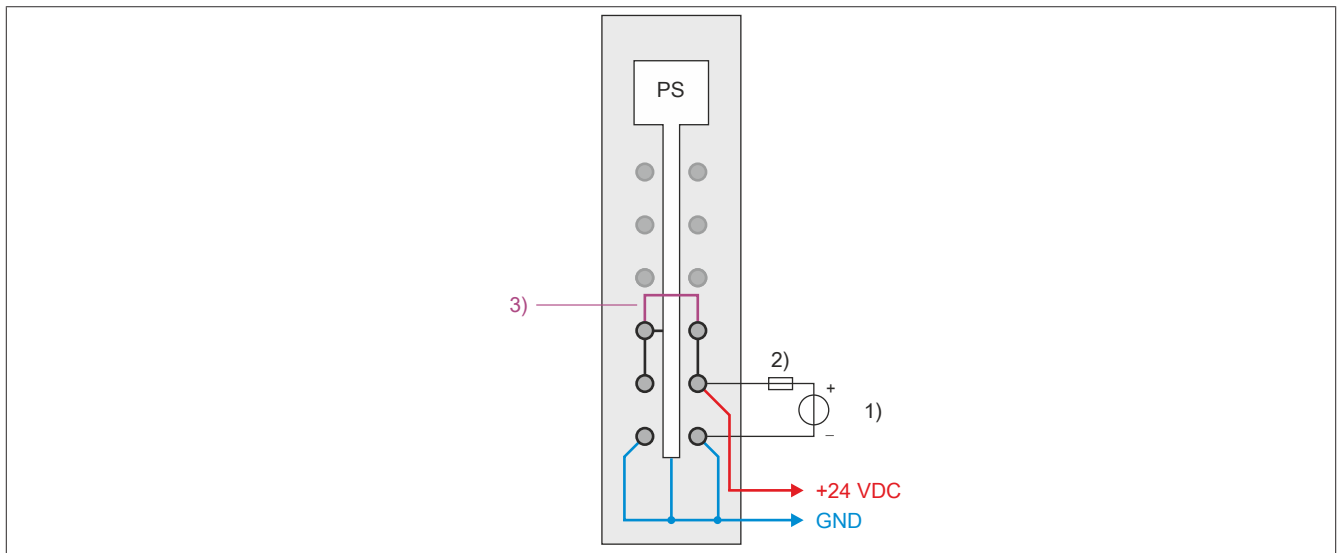 PS
3)
2)
+
1)
–
+24 VDC
GND